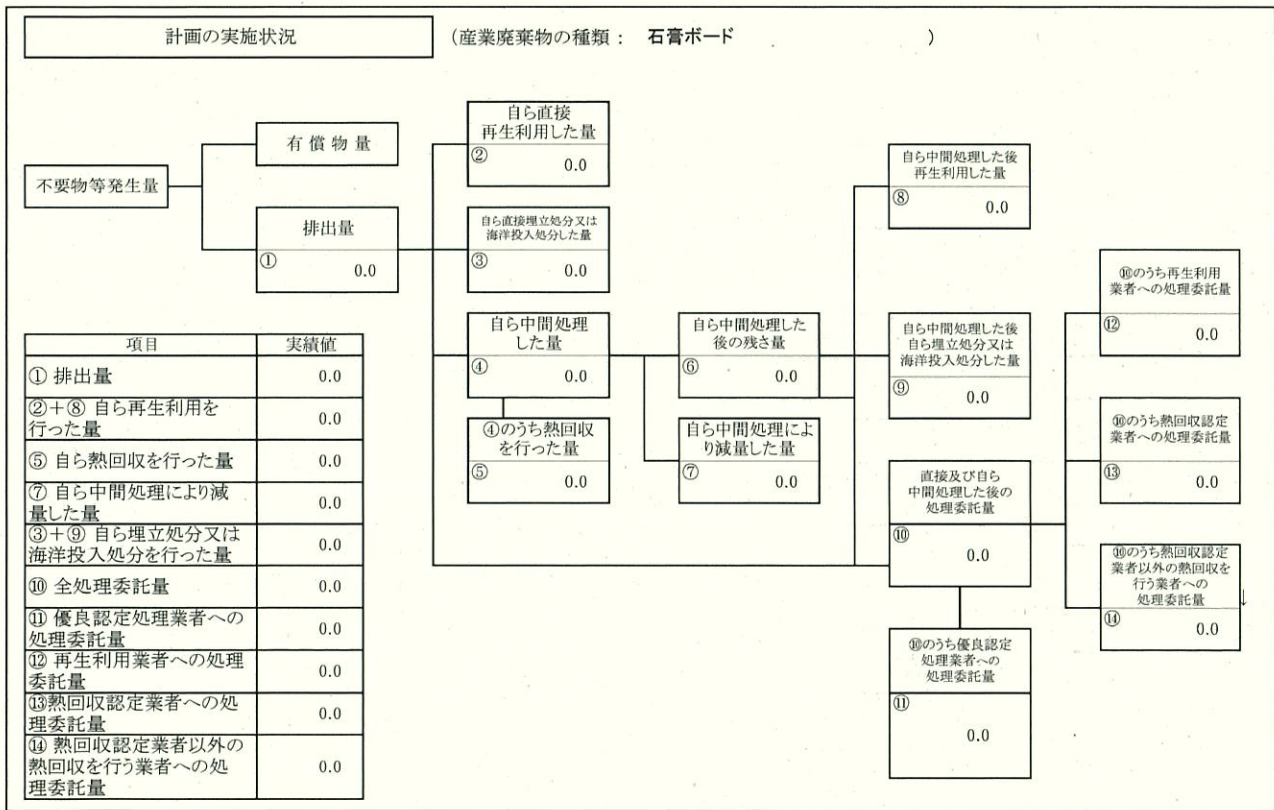 計画の実施状況
(産業廃棄物の種類： 石膏ボード )
不要物等発生量
有 償 物 量
排出量
①
0.0
自ら直接
再生利用した量
②
0.0
自ら直接埋立処分又は
海洋投入処分した量
③
0.0
自ら中間処理
した量
④
0.0
④のうち熱回収
を行った量
⑤
0.0
自ら中間処理した
後の残さ量
⑥
0.0
自ら中間処理によ
り減量した量
⑦
0.0
自ら中間処理した後
再生利用した量
⑧
0.0
自ら中間処理した後
自ら埋立処分又は
海洋投入処分した量
⑨
0.0
直接及び自ら
中間処理した後の
処理委託量
⑩
0.0
⑩のうち優良認定
処理業者への
処理委託量
⑪
0.0
⑩のうち再生利用
業者への処理委託量
⑫
0.0
⑩のうち熱回収認定
業者への処理委託量
⑬
0.0
⑩のうち熱回収認定
業者以外の熱回収を
行う業者への
処理委託量
⑭
0.0
↓
項目 実績値
① 排出量 0.0
②＋⑧ 自ら再生利用を
行った量 0.0
⑤ 自ら熱回収を行った量 0.0
⑦ 自ら中間処理により減
量した量 0.0
③＋⑨ 自ら埋立処分又は
海洋投入処分を行った量 0.0
⑩ 全処理委託量 0.0
⑪ 優良認定処理業者への
処理委託量 0.0
⑫ 再生利用業者への処理
委託量 0.0
⑬熱回収認定業者への処
理委託量 0.0
⑭ 熱回収認定業者以外の
熱回収を行う業者への処
理委託量 0.0